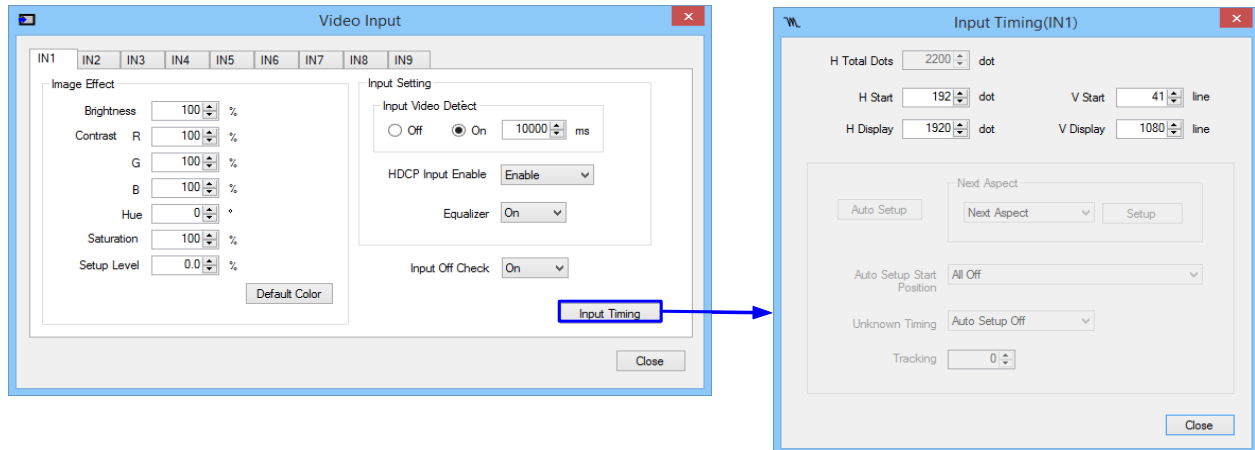 Video Input
IN1 IN2 IN3 IN4 IN5 IN6 IN7 IN8 IN9
Image Effect
Brightness 100 %
Contrast R 100 %
G 100 %
B 100 %
Hue 0 °
Saturation 100 %
Setup Level 0.0 %
Default Color
Input Setting
Input Video Detect
Off On 10000 ms
HDCP Input Enable Enable
Equalizer On
Input Off Check On
Input Timing
Close
Input Timing(IN1)
H Total Dots 2200 dot
H Start 192 dot V Start 41 line
H Display 1920 dot V Display 1080 line
Next Aspect
Auto Setup Next Aspect Setup
Auto Setup Start All Off
Position
Unknown Timing Auto Setup Off
Tracking 0
Close